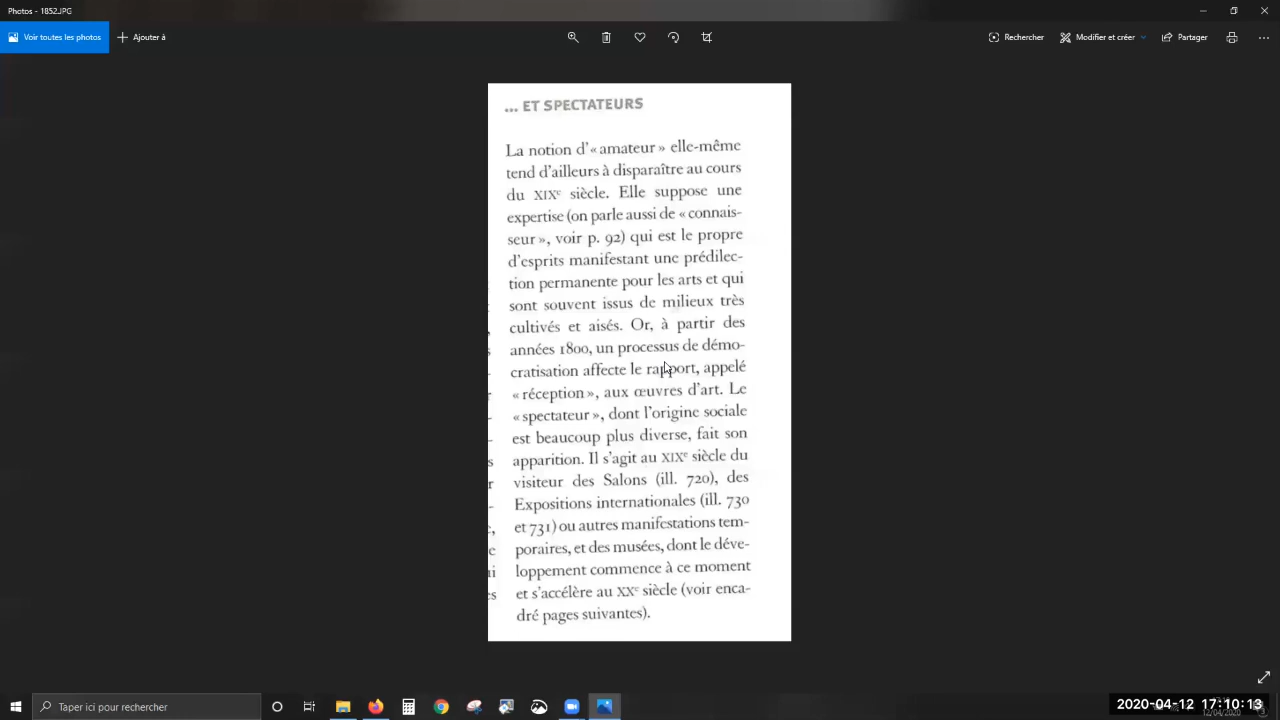 Photos - 1852.JPG
Voir toutes les photos
Ajouter à
Rechercher
Modifier et créer
Partager
... ET SPECTATEURS
La notion d'« amateur » elle-même
tend d'ailleurs à disparaître au cours
du XIXe siècle. Elle suppose une
expertise (on parle aussi de « connais-
seur », voir p. 92) qui est le propre
d'esprits manifestant une prédilec-
tion permanente pour les arts et qui
sont souvent issus de milieux très
cultivés et aisés. Or, à partir des
années 1800, un processus de démo-
cratisation affecte le rapport, appelé
« réception », aux œuvres d'art. Le
« spectateur », dont l'origine sociale
est beaucoup plus diverse, fait son
apparition. Il s'agit au XIXe siècle du
visiteur des Salons (ill. 720), des
Expositions internationales (ill. 730
et 731) ou autres manifestations tem-
poraires, et des musées, dont le déve-
loppement commence à ce moment
et s'accélère au XXe siècle (voir enca-
dré pages suivantes).
Taper ici pour rechercher
2020-04-12 17:10:13
12/04/2020